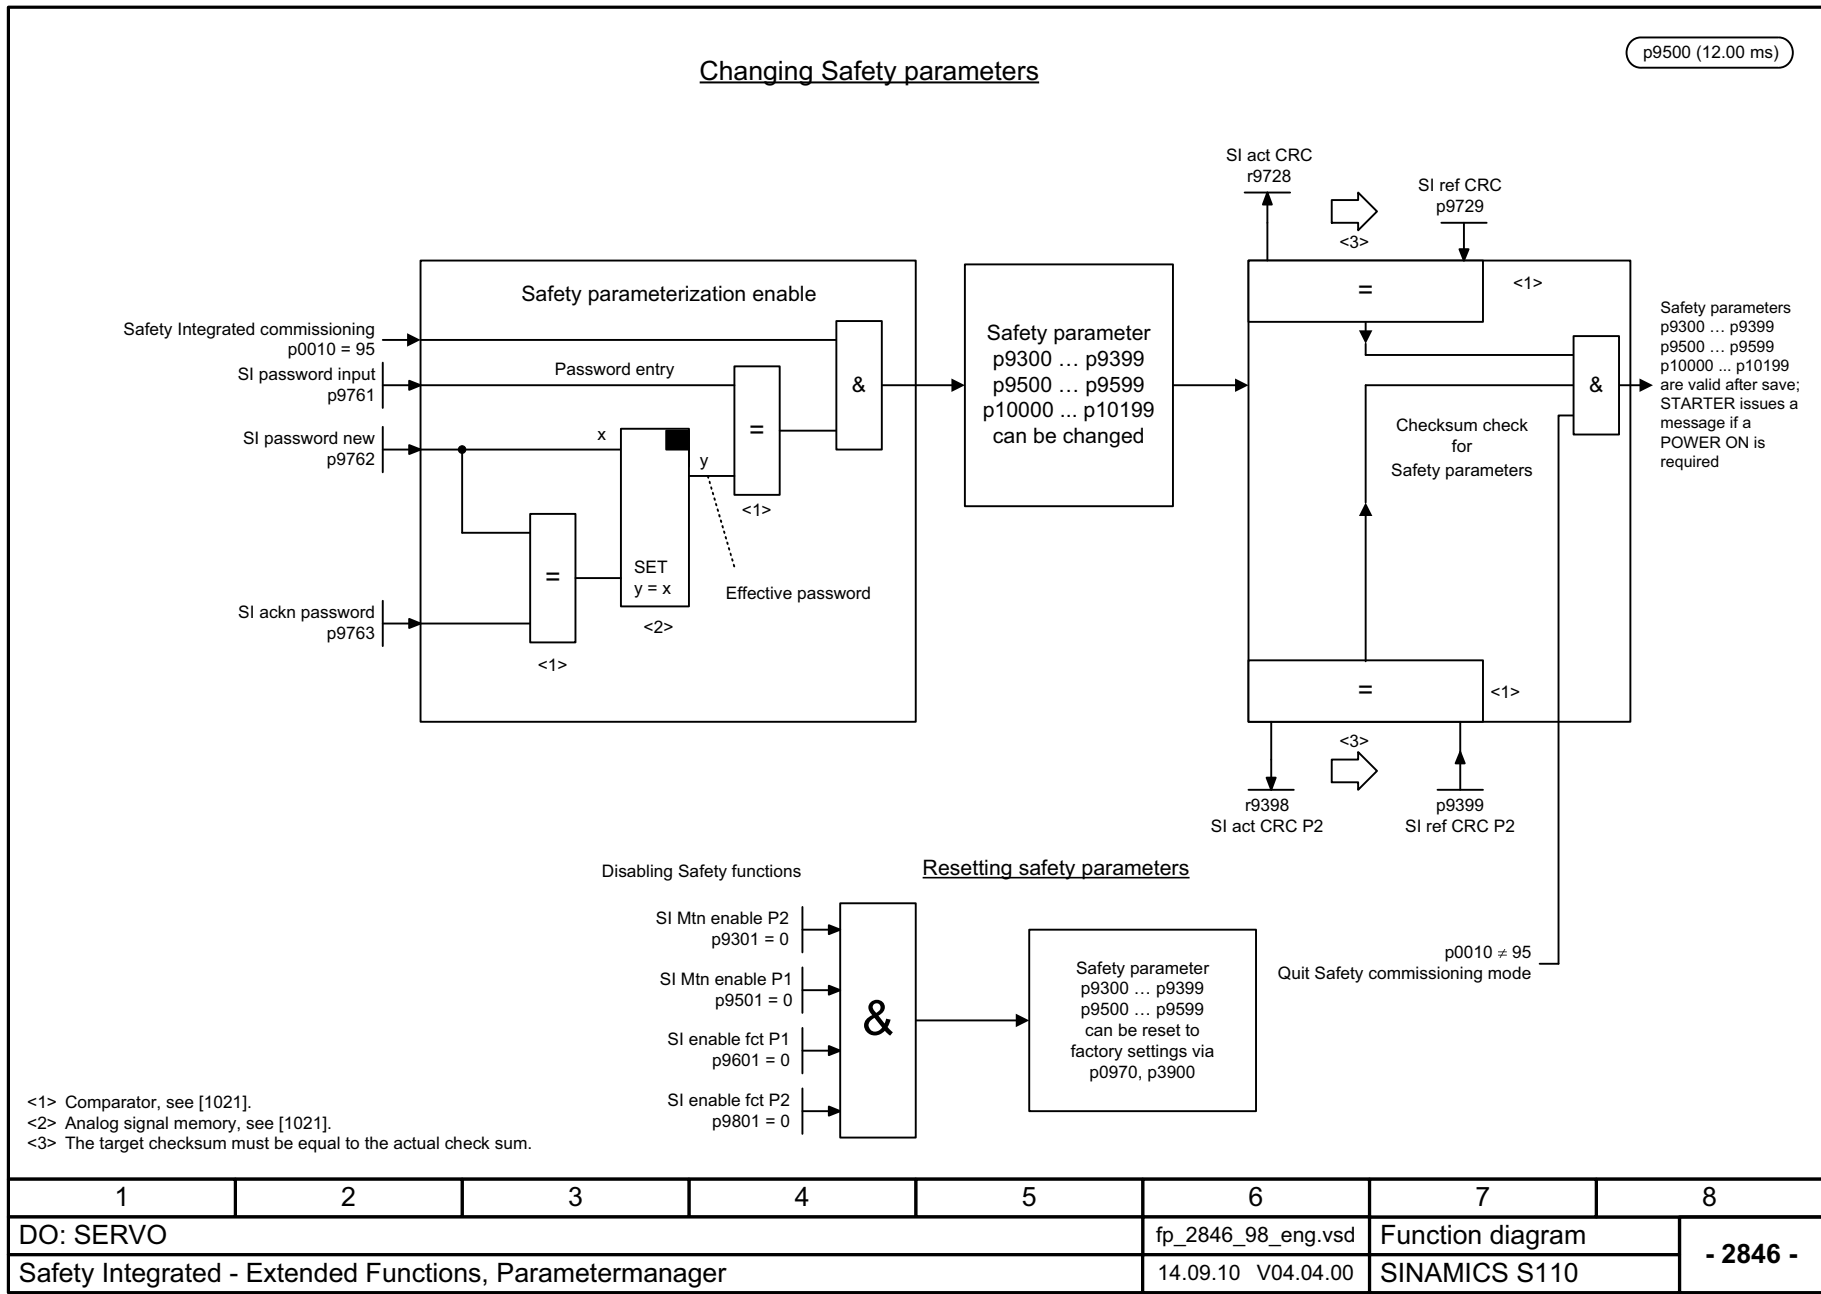 p9500 (12.00 ms)
Changing Safety parameters
SI act CRC
r9728
SI ref CRC
p9729
<3>
Safety parameterization enable
Safety Integrated commissioning
p0010 = 95
SI password input
p9761
Password entry
SI password new
p9762
x
y
=
&
<1>
=
SET
y = x
<2>
Effective password
SI ackn password
p9763
<1>
Safety parameter
p9300 … p9399
p9500 … p9599
p10000 ... p10199
can be changed
=
<1>
Checksum check
for
Safety parameters
&
Safety parameters
p9300 … p9399
p9500 … p9599
p10000 ... p10199
are valid after save;
STARTER issues a
message if a
POWER ON is
required
=
<1>
<3>
r9398
SI act CRC P2
p9399
SI ref CRC P2
Disabling Safety functions
Resetting safety parameters
SI Mtn enable P2
p9301 = 0
SI Mtn enable P1
p9501 = 0
SI enable fct P1
p9601 = 0
SI enable fct P2
p9801 = 0
&
Safety parameter
p9300 … p9399
p9500 … p9599
can be reset to
factory settings via
p0970, p3900
p0010 ≠ 95
Quit Safety commissioning mode
<1> Comparator, see [1021].
<2> Analog signal memory, see [1021].
<3> The target checksum must be equal to the actual check sum.
1 2 3 4 5 6 7 8
DO: SERVO
fp_2846_98_eng.vsd
Function diagram
- 2846 -
Safety Integrated - Extended Functions, Parametermanager
14.09.10 V04.04.00
SINAMICS S110